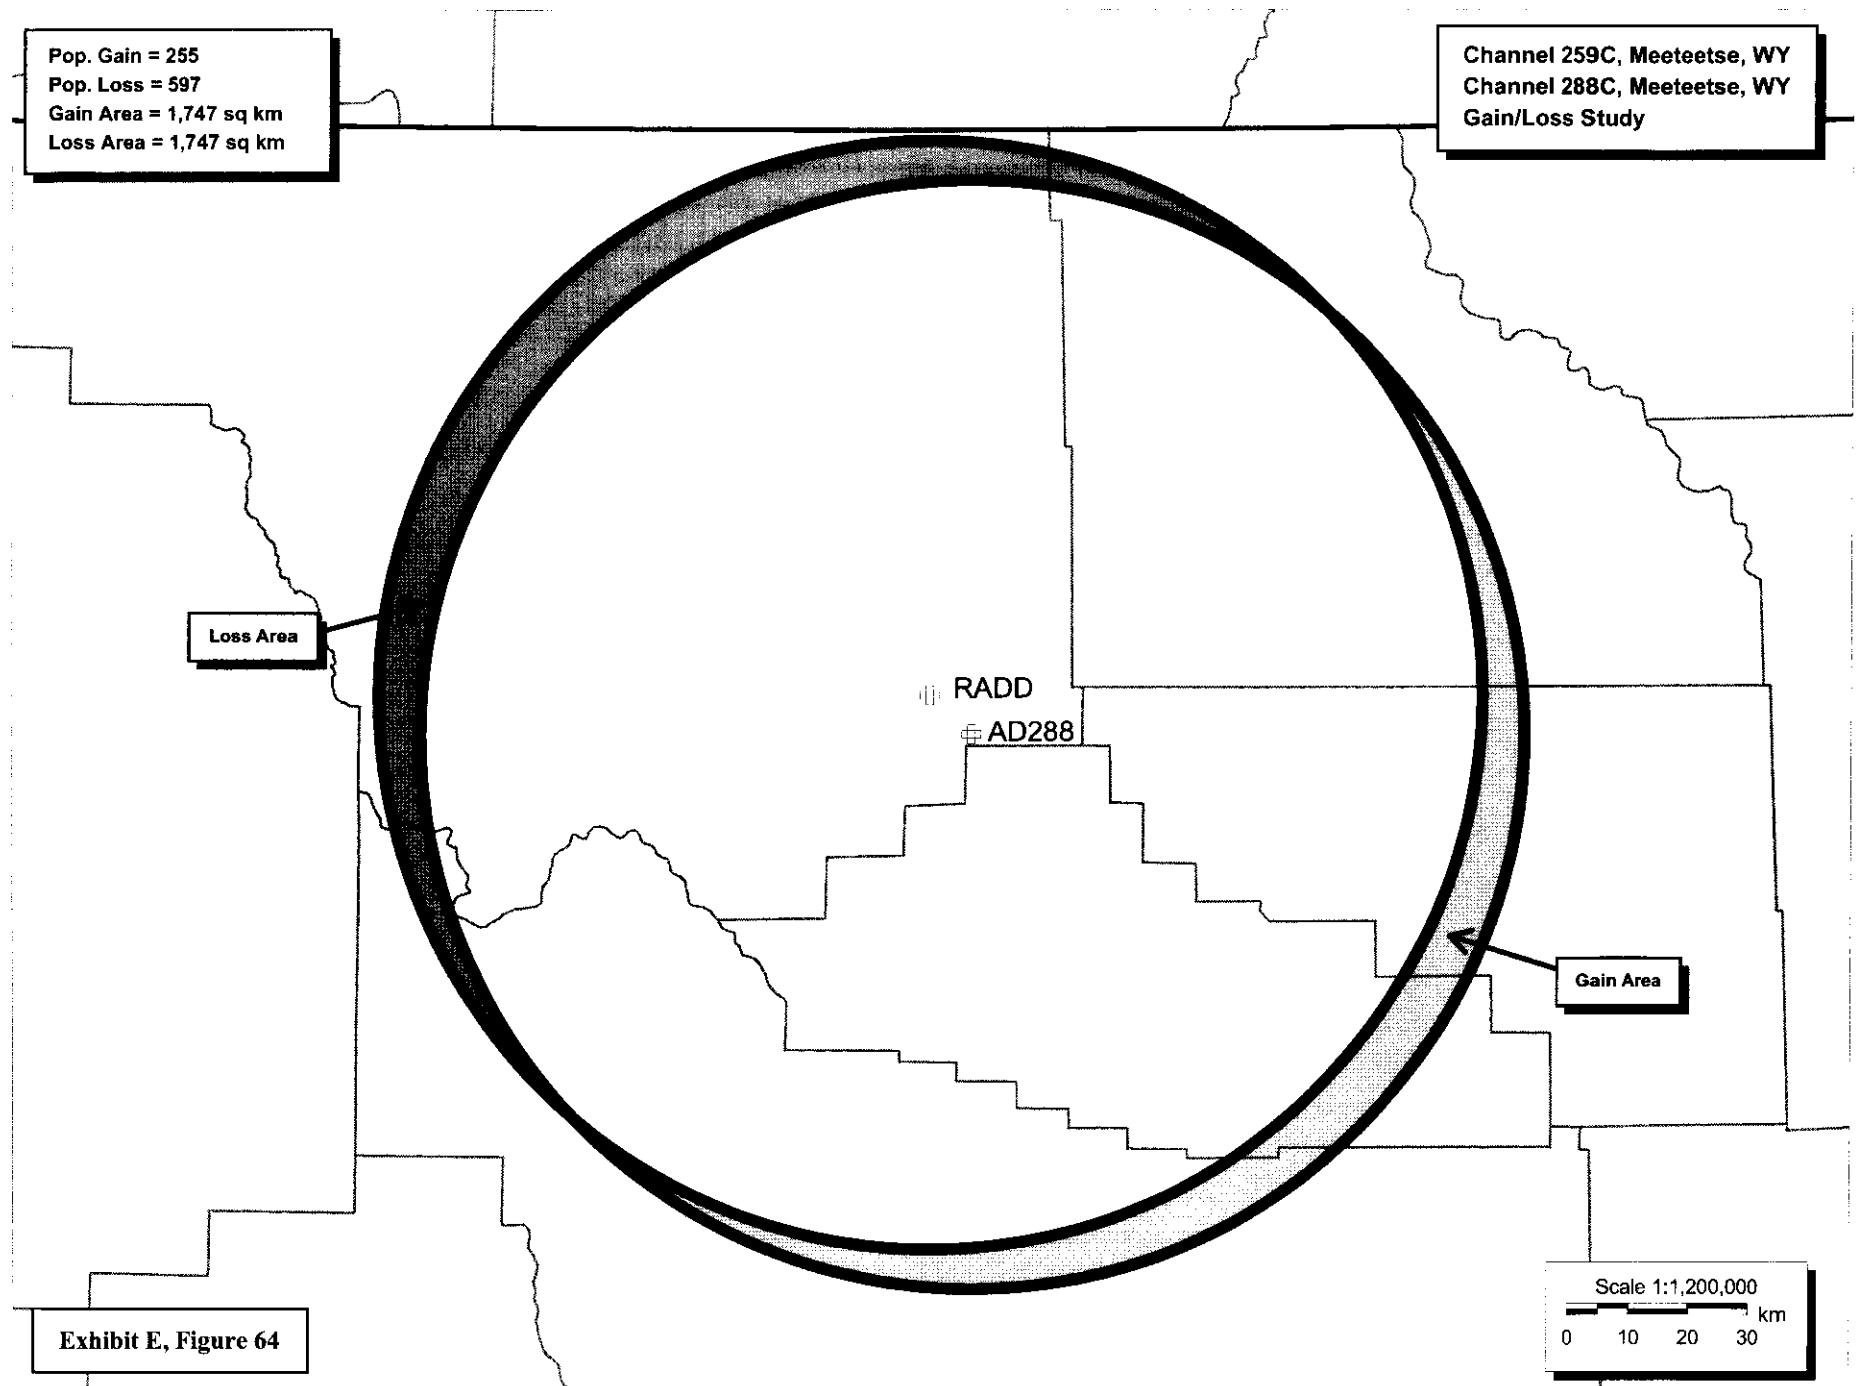 Pop. Gain = 255
Pop. Loss = 597
Gain Area = 1,747 sq km
Loss Area = 1,747 sq km
Channel 259C, Meeteetse, WY
Channel 288C, Meeteetse, WY
Gain/Loss Study
Loss Area
RADD
AD288
Gain Area
Scale 1:1,200,000
km
0 10 20 30
Exhibit E, Figure 64